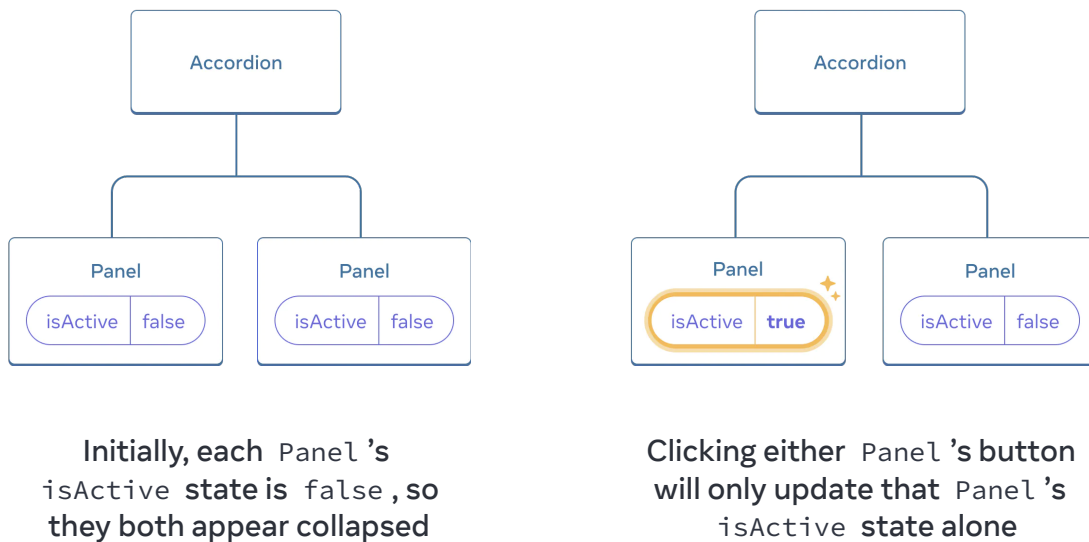 Accordion
Panel
isActive false
Panel
isActive false
Initially, each Panel's
isActive state is false, so
they both appear collapsed
Accordion
Panel
isActive true
Panel
isActive false
Clicking either Panel's button
will only update that Panel's
isActive state alone